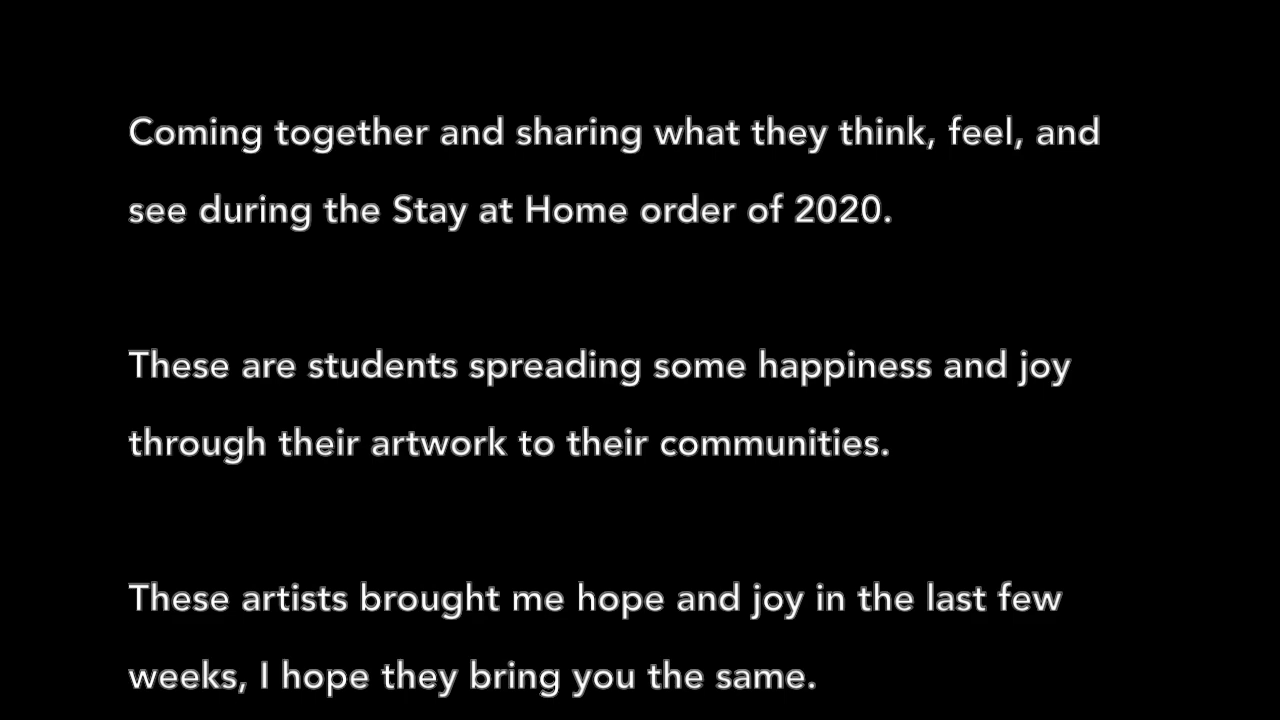 Coming together and sharing what they think, feel, and
see during the Stay at Home order of 2020.
These are students spreading some happiness and joy
through their artwork to their communities.
These artists brought me hope and joy in the last few
weeks, I hope they bring you the same.